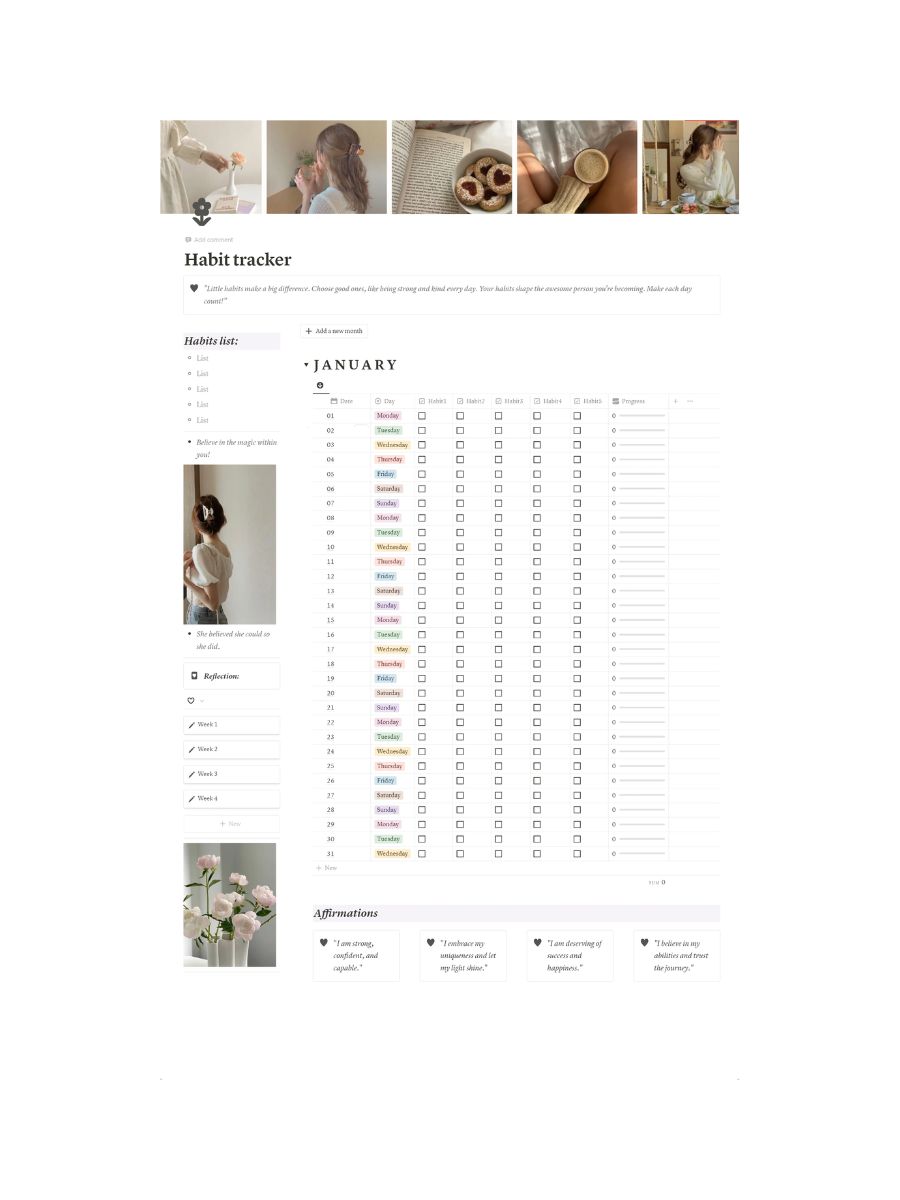 Add comment
Habit tracker
"Little habits make a big difference. Choose good ones, like being strong and kind every day. Your habits shape the awesome person you're becoming. Make each day
count!"
Habits list:
List
List
List
List
List
Believe in the magic within
you!
She believed she could so
she did.
Reflection:
Week 1
Week 2
Week 3
Week 4
+ New
+ Add a new month
JANUARY
Date Day Habit1 Habit2 Habit3 Habit4 Habit5 Progress + ...
01 Monday 0
02 Tuesday 0
03 Wednesday 0
04 Thursday 0
05 Friday 0
06 Saturday 0
07 Sunday 0
08 Monday 0
09 Tuesday 0
10 Wednesday 0
11 Thursday 0
12 Friday 0
13 Saturday 0
14 Sunday 0
15 Monday 0
16 Tuesday 0
17 Wednesday 0
18 Thursday 0
19 Friday 0
20 Saturday 0
21 Sunday 0
22 Monday 0
23 Tuesday 0
24 Wednesday 0
25 Thursday 0
26 Friday 0
27 Saturday 0
28 Sunday 0
29 Monday 0
30 Tuesday 0
31 Wednesday 0
+ New
SUM 0
Affirmations
"I am strong,
confident, and
capable."
"I embrace my
uniqueness and let
my light shine."
"I am deserving of
success and
happiness."
"I believe in my
abilities and trust
the journey."